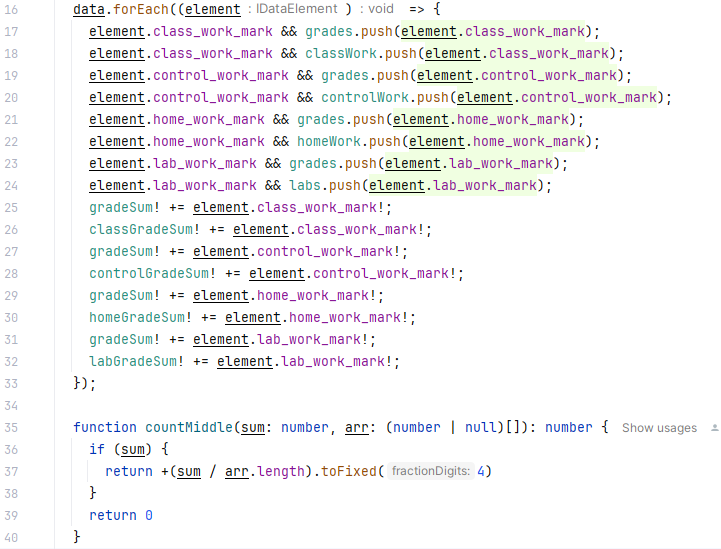 16 data.forEach((element : IDataElement ) : void => {
17 element.class_work_mark && grades.push(element.class_work_mark);
18 element.class_work_mark && classWork.push(element.class_work_mark);
19 element.control_work_mark && grades.push(element.control_work_mark);
20 element.control_work_mark && controlWork.push(element.control_work_mark);
21 element.home_work_mark && grades.push(element.home_work_mark);
22 element.home_work_mark && homeWork.push(element.home_work_mark);
23 element.lab_work_mark && grades.push(element.lab_work_mark);
24 element.lab_work_mark && labs.push(element.lab_work_mark);
25 gradeSum! += element.class_work_mark!;
26 classGradeSum! += element.class_work_mark!;
27 gradeSum! += element.control_work_mark!;
28 controlGradeSum! += element.control_work_mark!;
29 gradeSum! += element.home_work_mark!;
30 homeGradeSum! += element.home_work_mark!;
31 gradeSum! += element.lab_work_mark!;
32 labGradeSum! += element.lab_work_mark!;
33 });
34
35 function countMiddle(sum: number, arr: (number | null)[]): number { Show usages
36 if (sum) {
37 return +(sum / arr.length).toFixed( fractionDigits: 4)
38 }
39 return 0
40 }